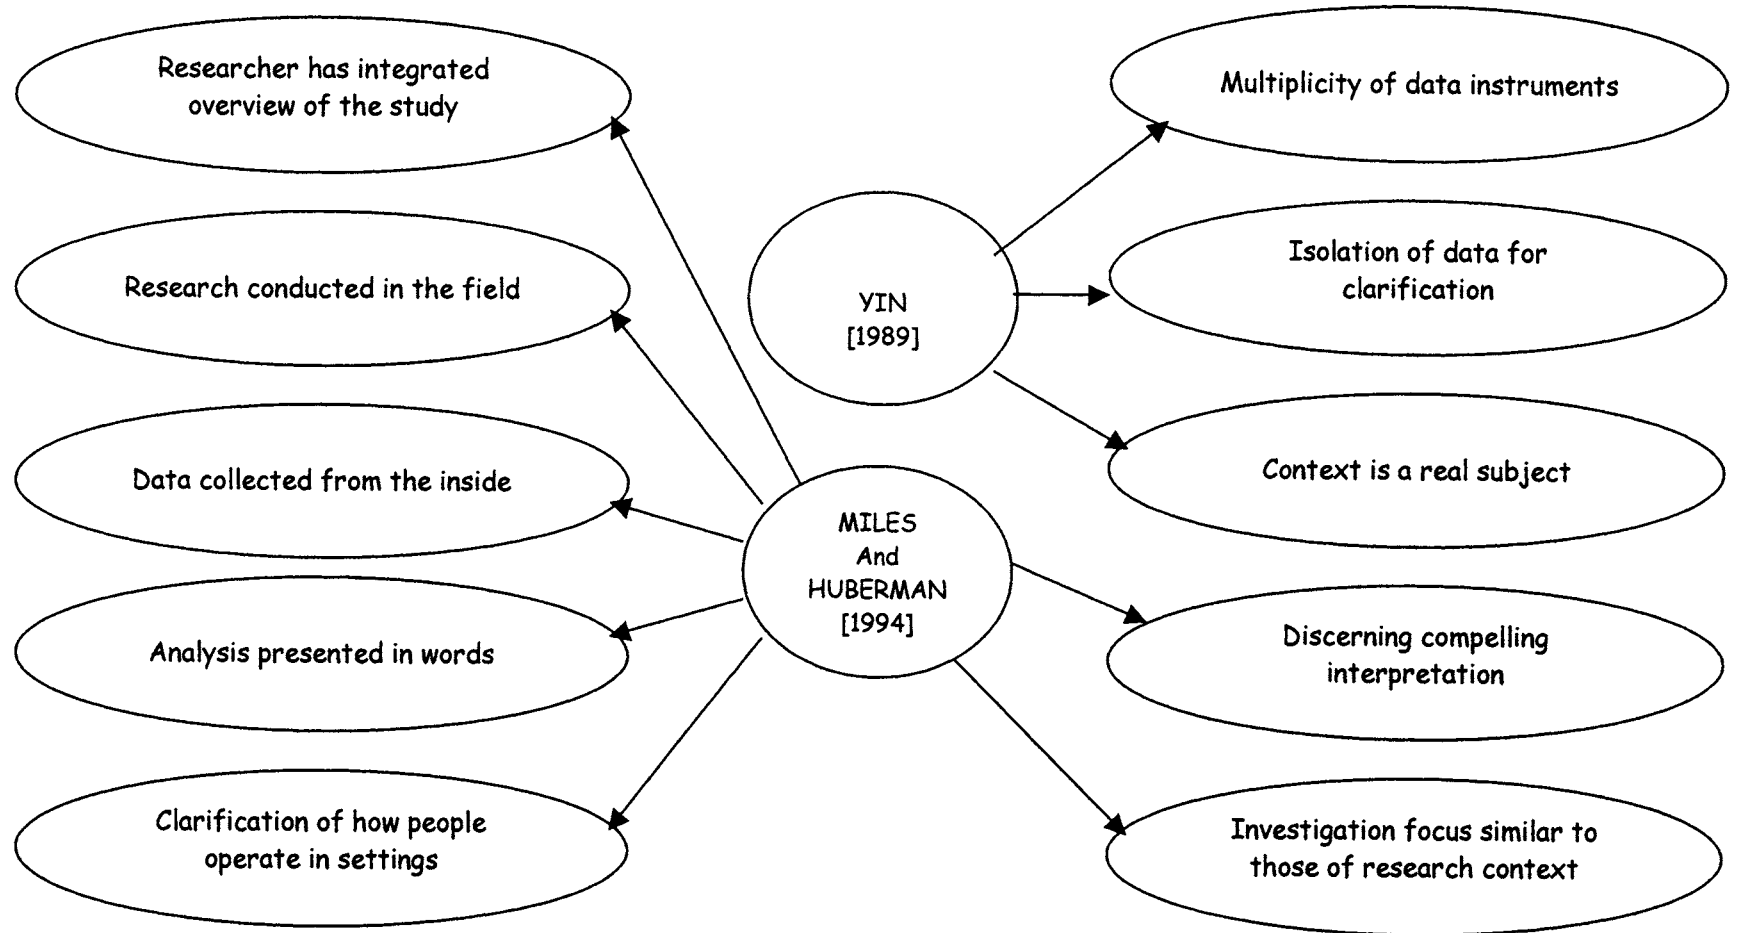 Researcher has integrated
overview of the study
Research conducted in the field
Data collected from the inside
Analysis presented in words
Clarification of how people
operate in settings
YIN
[1989]
MILES
And
HUBERMAN
[1994]
Multiplicity of data instruments
Isolation of data for
clarification
Context is a real subject
Discerning compelling
interpretation
Investigation focus similar to
those of research context